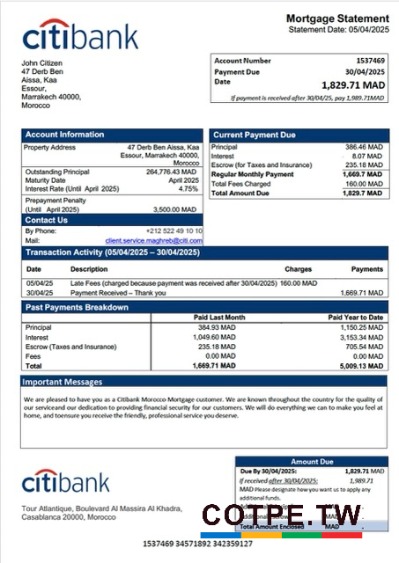 citibank
Mortgage Statement
Statement Date: 05/04/2025
John Citizen
47 Derb Ben
Aissa, Kaa
Essour,
Marrakech 40000,
Morocco
Account Number 1537469
Payment Due 30/04/2025
Date
1,829.71 MAD
If payment is received after 30/04/25, pay 1,989.71MAD
Account Information
Property Address 47 Derb Ben Aissa, Kaa
Essour, Marrakech 40000,
Morocco
Outstanding Principal 264,776.43 MAD
Maturity Date April 2025
Interest Rate (Until April 2025) 4.75%
Prepayment Penalty
(Until April 2025) 3,500.00 MAD
Contact Us
By Phone: +212 522 49 10 10
Mail: client.service.maghreb@citi.com
Current Payment Due
Principal 386.46 MAD
Interest 8.07 MAD
Escrow (for Taxes and Insurance) 235.18 MAD
Regular Monthly Payment 1,669.7 MAD
Total Fees Charged 160.00 MAD
Total Amount Due 1,829.7 MAD
Transaction Activity (05/04/2025 – 30/04/2025)
Date Description Charges Payments
05/04/25 Late Fees (charged because payment was received after 30/04/2025) 160.00 MAD
30/04/25 Payment Received – Thank you 1,669.71 MAD
Past Payments Breakdown
Paid Last Month Paid Year to Date
Principal 384.93 MAD 1,150.25 MAD
Interest 1,049.60 MAD 3,153.34 MAD
Escrow (Taxes and Insurance) 235.18 MAD 705.54 MAD
Fees 0.00 MAD 0.00 MAD
Total 1,669.71 MAD 5,009.13 MAD
Important Messages
We are pleased to have you as a Citibank Morocco Mortgage customer. We are known throughout the country for the quality of
our serviceand our dedication to providing financial security for our customers. We will do everything we can to make you feel at
home, and toensure you receive the friendly, professional service you deserve.
citibank
Tour Atlantique, Boulevard Al Massira Al Khadra,
Casablanca 20000, Morocco
Amount Due
Due By 30/04/2025: 1,829.71 MAD
if received after 30/04/2025: 1,989.71
MAD Please designate how you want us to apply any
additional funds.
COTPE.TW
Total Amount Enclosed MAD
1537469 34571892 342359127